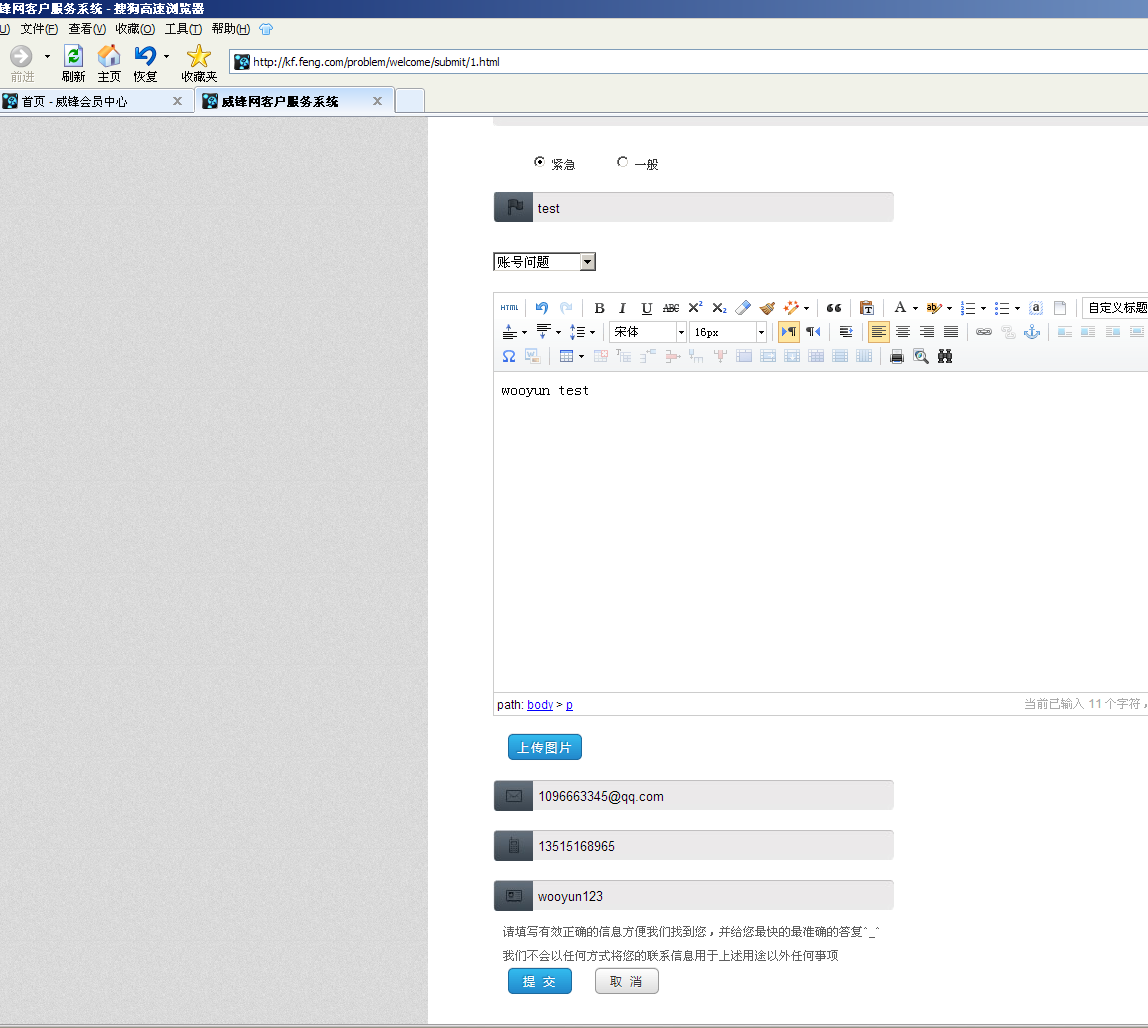 锋网客户服务系统 - 搜狗高速浏览器
U) 文件(F) 查看(V) 收藏(O) 工具(T) 帮助(H)
前进 刷新 主页 恢复 收藏夹 http://kf.feng.com/problem/welcome/submit/1.html
首页 - 威锋会员中心 威锋网客户服务系统
紧急 一般
test
账号问题
HTML B I U ABC X² X₂ A ab a 自定义标题
宋体 16px
Ω
wooyun test
path: body > p 当前已输入 11 个字符，
上传图片
1096663345@qq.com
13515168965
wooyun123
请填写有效正确的信息方便我们找到您，并给您最快的最准确的答复^_^
我们不会以任何方式将您的联系信息用于上述用途以外任何事项
提 交 取 消